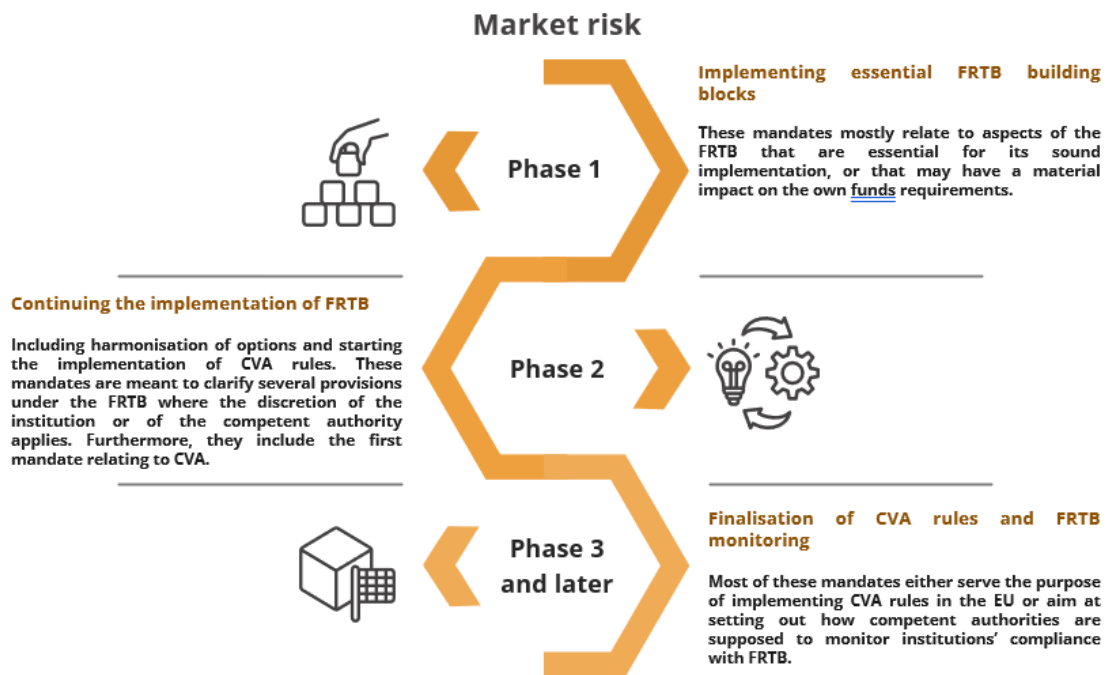 Market risk
Implementing essential FRTB building
blocks
These mandates mostly relate to aspects of the
FRTB that are essential for its sound
implementation, or that may have a material
impact on the own funds requirements.
Phase 1
Continuing the implementation of FRTB
Including harmonisation of options and starting
the implementation of CVA rules. These
mandates are meant to clarify several provisions
under the FRTB where the discretion of the
institution or of the competent authority
applies. Furthermore, they include the first
mandate relating to CVA.
Phase 2
Phase 3
and later
Finalisation of CVA rules and FRTB
monitoring
Most of these mandates either serve the purpose
of implementing CVA rules in the EU or aim at
setting out how competent authorities are
supposed to monitor institutions’ compliance
with FRTB.